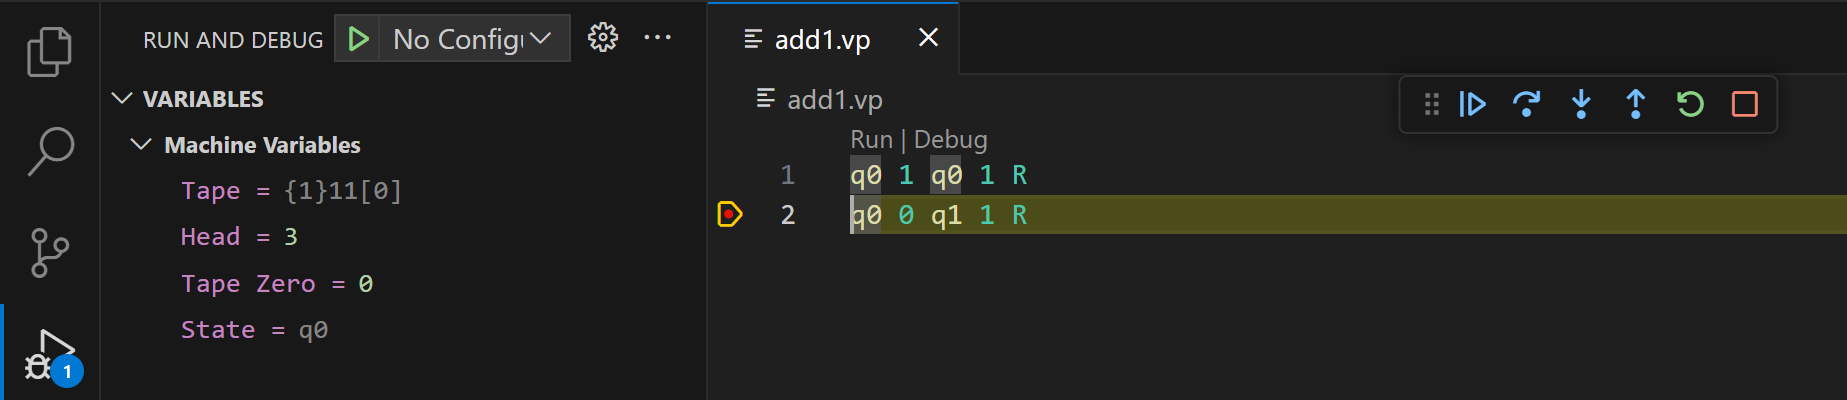 RUN AND DEBUG No Configu
VARIABLES
Machine Variables
Tape = {1}11[0]
Head = 3
Tape Zero = 0
State = q0
1
add1.vp
add1.vp
Run | Debug
1 q0 1 q0 1 R
2 q0 0 q1 1 R